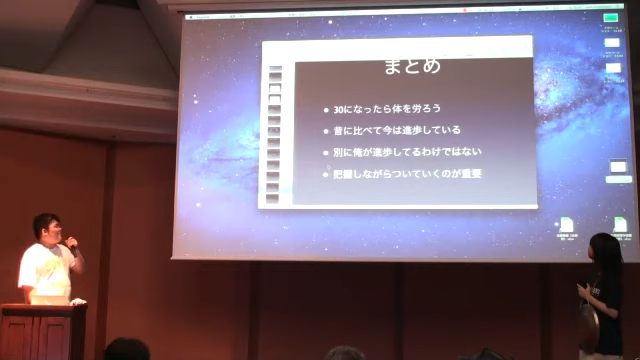 まとめ
30になったら体を労ろう
昔に比べて今は進歩している
別に俺が進歩してるわけではない
把握しながらついていくのが重要